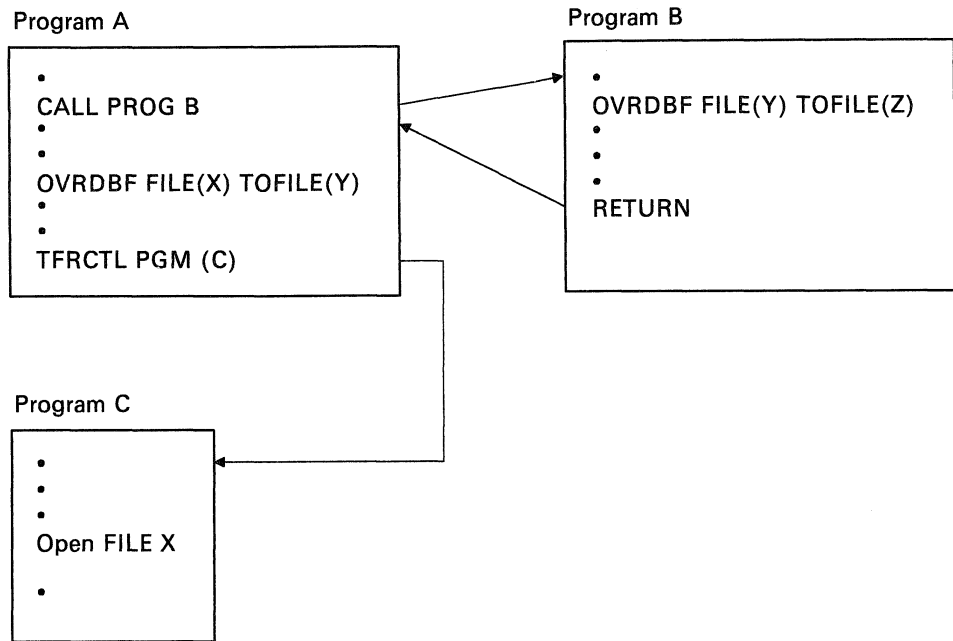 Program A
•
CALL PROG B
•
•
OVRDBF FILE(X) TOFILE(Y)
•
•
TFRCTL PGM (C)
Program B
•
OVRDBF FILE(Y) TOFILE(Z)
•
•
•
RETURN
Program C
•
•
•
Open FILE X
•